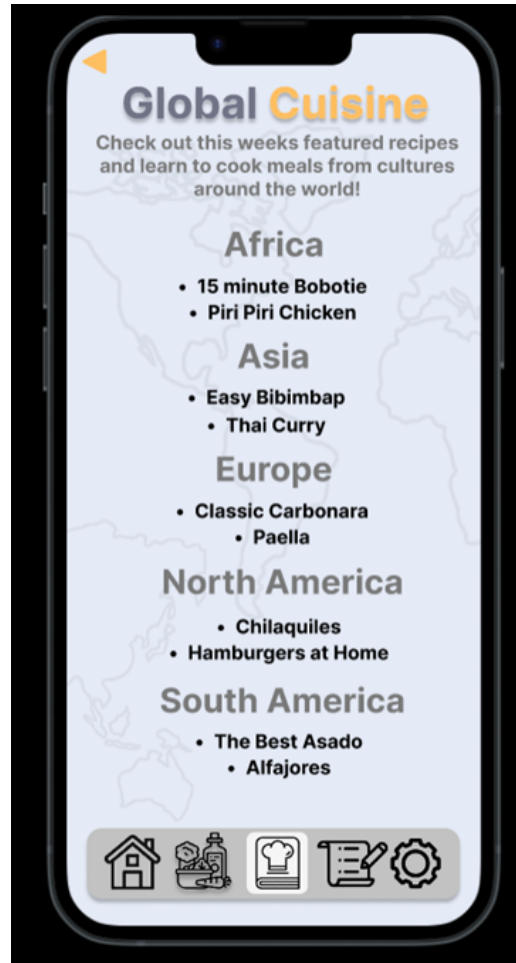 Global Cuisine
Check out this weeks featured recipes
and learn to cook meals from cultures
around the world!
Africa
• 15 minute Bobotie
• Piri Piri Chicken
Asia
• Easy Bibimbap
• Thai Curry
Europe
• Classic Carbonara
• Paella
North America
• Chilaquiles
• Hamburgers at Home
South America
• The Best Asado
• Alfajores